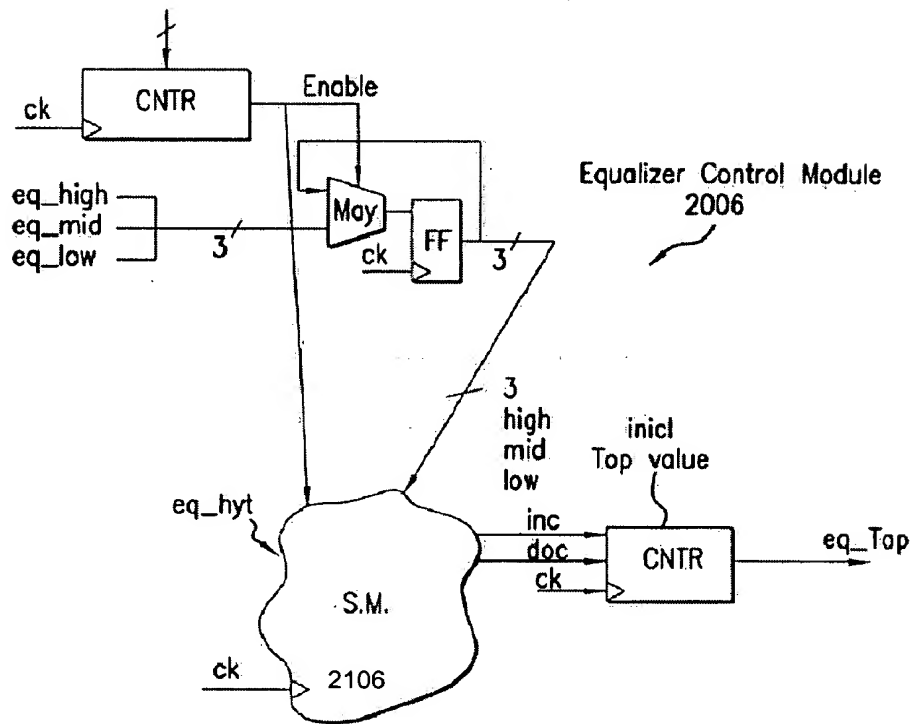 CNTR
Enable
ck
eq_high
eq_mid
eq_low
3
May
FF
ck
3
Equalizer Control Module
2006
3
high
mid
low
inicl
Top value
eq_hyt
inc
doc
ck
CNTR
eq_Tap
S.M.
ck
2106